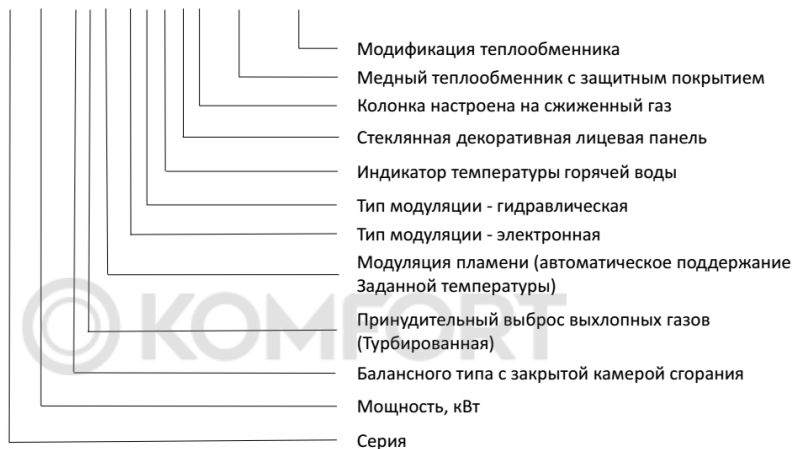 Модификация теплообменника
Медный теплообменник с защитным покрытием
Колонка настроена на сжиженный газ
Стеклянная декоративная лицевая панель
Индикатор температуры горячей воды
Тип модуляции - гидравлическая
Тип модуляции - электронная
Модуляция пламени (автоматическое поддержание
Заданной температуры)
Принудительный выброс выхлопных газов
(Турбированная)
Балансного типа с закрытой камерой сгорания
Мощность, кВт
Серия
KOMFORT